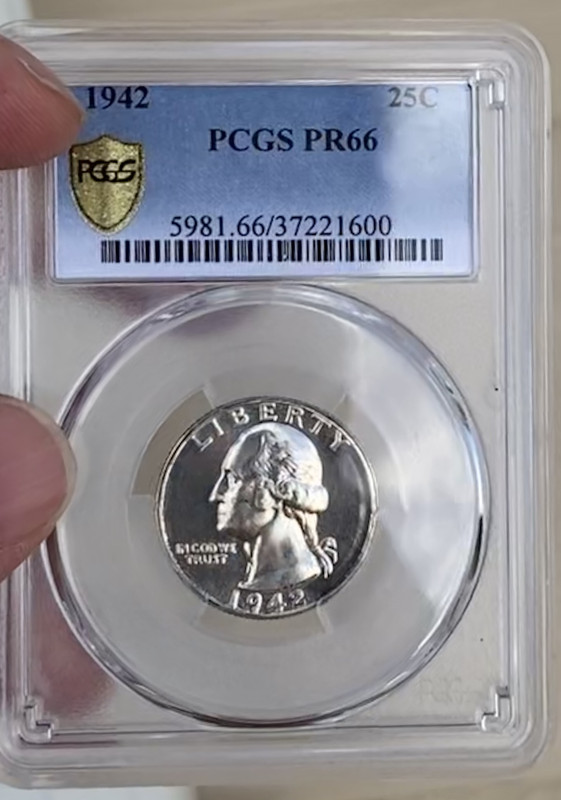 1942 25C
PCGS PR66
PCGS
5981.66/37221600
LIBERTY
IN GOD WE
TRUST
1942